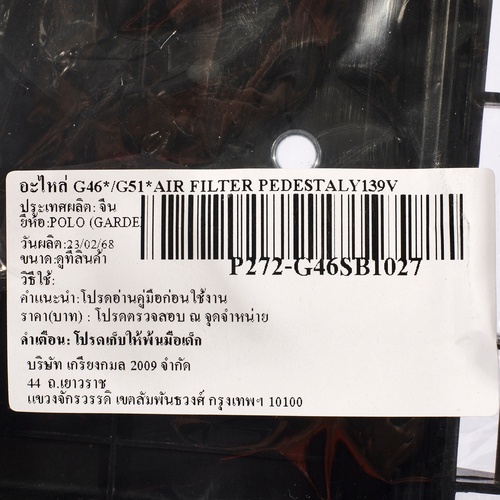 อะไหล่ G46*/G51*AIR FILTER PEDESTALY139V
ประเทศผลิต: จีน
ยี่ห้อ:POLO (GARDE
วันผลิต:23/02/68
ขนาด:ดูที่สินค้า
P272-G46SB1027
วิธีใช้:
คำแนะนำ:โปรดอ่านคู่มือก่อนใช้งาน
ราคา(บาท) : โปรดตรวจสอบ ณ จุดจำหน่าย
คำเตือน: โปรดเก็บให้พ้นมือเด็ก
บริษัท เกรียงกมล 2009 จำกัด
44 ถ.เยาวราช
แขวงจักรวรรดิ เขตสัมพันธวงศ์ กรุงเทพฯ 10100